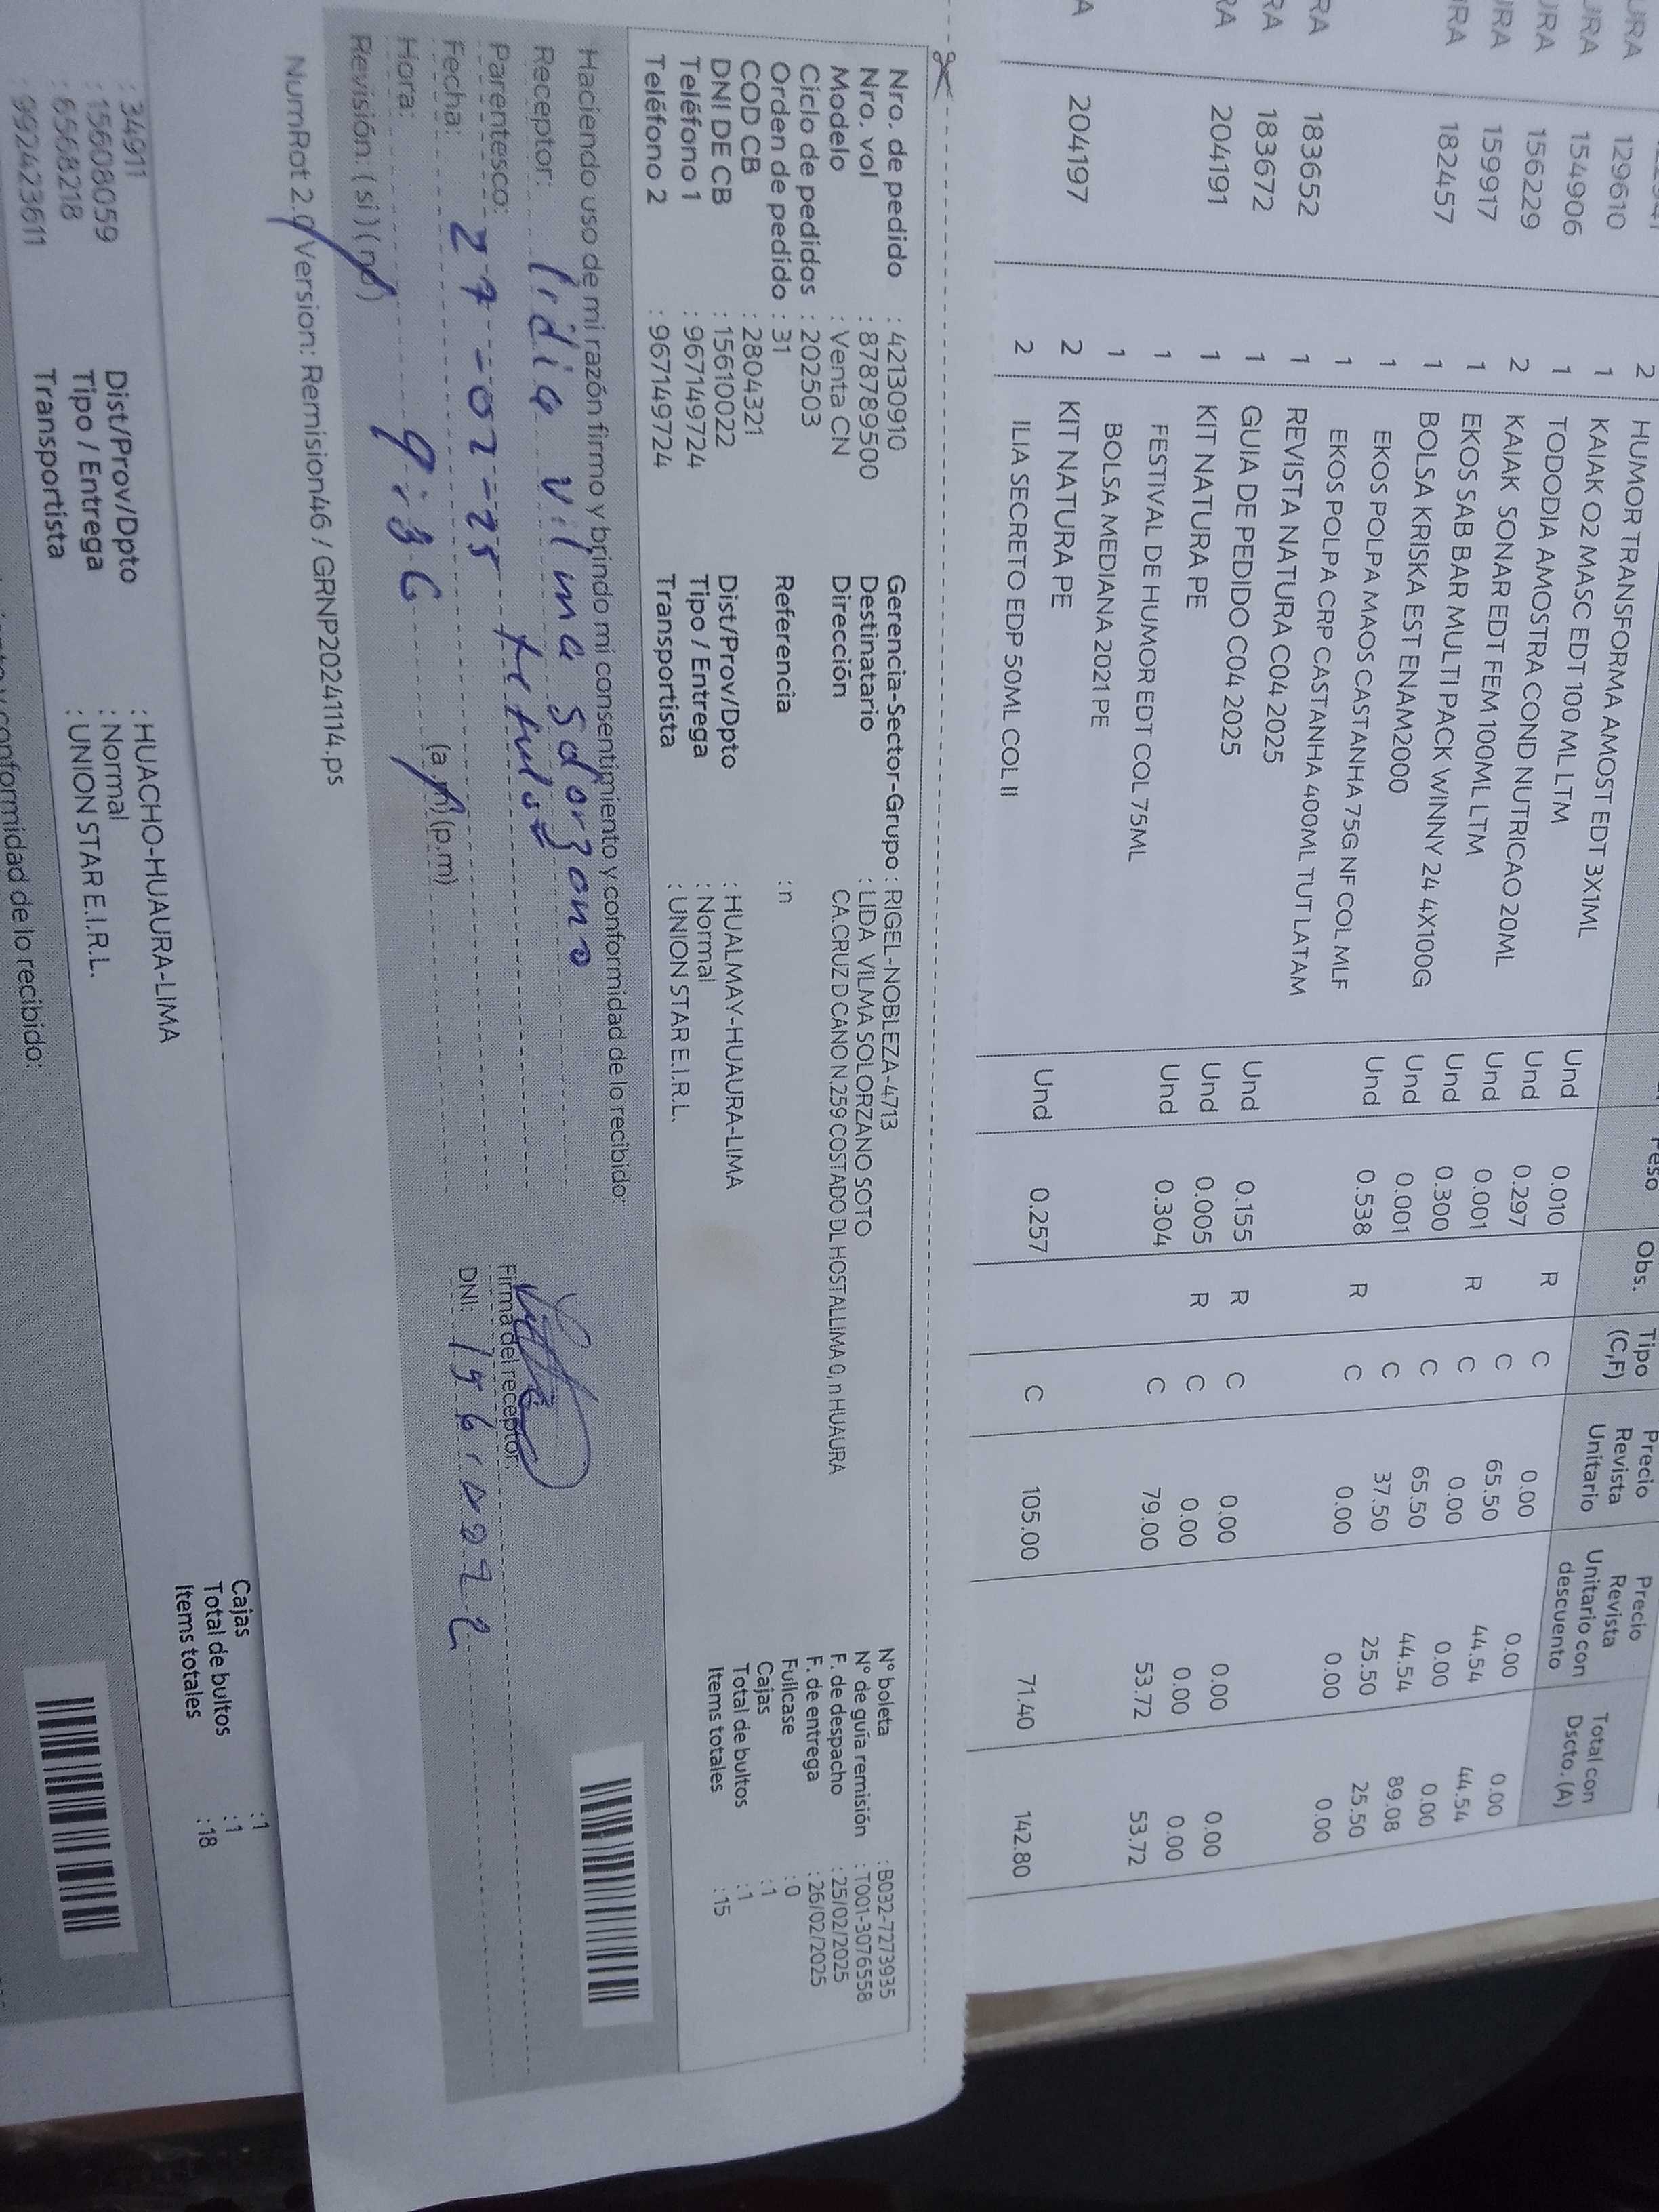 Peso
Obs.
Tipo
(C,F)
Precio
Revista
Unitario
Precio
Revista
Unitario con
descuento
Total con
Dscto. (A)
2 HUMOR TRANSFORMA AMOST EDT 3X1ML
129610 1 KAIAK O2 MASC EDT 100 ML LTM
154906 1 TODODIA AMOSTRA COND NUTRICAO 20ML
156229 2 KAIAK SONAR EDT FEM 100ML LTM
159917 1 EKOS SAB BAR MULTI PACK WINNY 24 4X100G
182457 1 BOLSA KRISKA EST ENAM2000
1 EKOS POLPA MAOS CASTANHA 75G NF COL MLF
1 EKOS POLPA CRP CASTANHA 400ML TUT LATAM
183652 1 REVISTA NATURA C04 2025
183672 1 GUIA DE PEDIDO C04 2025
204191 1 KIT NATURA PE
1 FESTIVAL DE HUMOR EDT COL 75ML
1 BOLSA MEDIANA 2021 PE
204197 2 KIT NATURA PE
2 ILIA SECRETO EDP 50ML COL II
Und 0.010 R C 0.00 0.00 0.00
Und 0.297 C 65.50 44.54 44.54
Und 0.001 R C 0.00 0.00 0.00
Und 0.300 C 65.50 44.54 89.08
Und 0.001 C 37.50 25.50 25.50
Und 0.538 R C 0.00 0.00 0.00
Und 0.155 R C 0.00 0.00 0.00
Und 0.005 R C 0.00 0.00 0.00
Und 0.304 C 79.00 53.72 53.72
Und 0.257 C 105.00 71.40 142.80
Nro. de pedido : 42130910 Gerencia-Sector-Grupo : RIGEL-NOBLEZA-4713 N° boleta : B032-7273935
Nro. vol : 878789500 Destinatario : LIDA VILMA SOLORZANO SOTO N° de guía remisión : T001-3076558
Modelo : Venta CN Dirección CA.CRUZ D CANO N.259 COSTADO DL HOSTAL LIMA 0, n HUAURA F. de despacho : 25/02/2025
Ciclo de pedidos : 202503 F. de entrega : 26/02/2025
Orden de pedido : 31 Referencia : n Fullcase : 0
COD CB : 2804321 Cajas : 1
DNI DE CB : 15610022 Dist/Prov/Dpto : HUALMAY-HUAURA-LIMA Total de bultos : 1
Teléfono 1 : 967149724 Tipo / Entrega : Normal Items totales : 15
Teléfono 2 : 967149724 Transportista : UNION STAR E.I.R.L.
Haciendo uso de mi razón firmo y brindo mi consentimiento y conformidad de lo recibido:
Receptor: lidia vilma solorzano
Parentesco: titular
Fecha: 27-02-25
Firma del receptor:
Hora: 9:36 (a.m) (p.m)
DNI: 15610022
Revisión: (si) (no)
NumRot 2.0 Version: Remision46 / GRNP20241114.ps
: 34911 Dist/Prov/Dpto : HUACHO-HUAURA-LIMA Cajas : 1
: 15608059 Tipo / Entrega : Normal Total de bultos : 1
: 6568218 Transportista : UNION STAR E.I.R.L. Items totales : 18
: 992423611
conformidad de lo recibido: